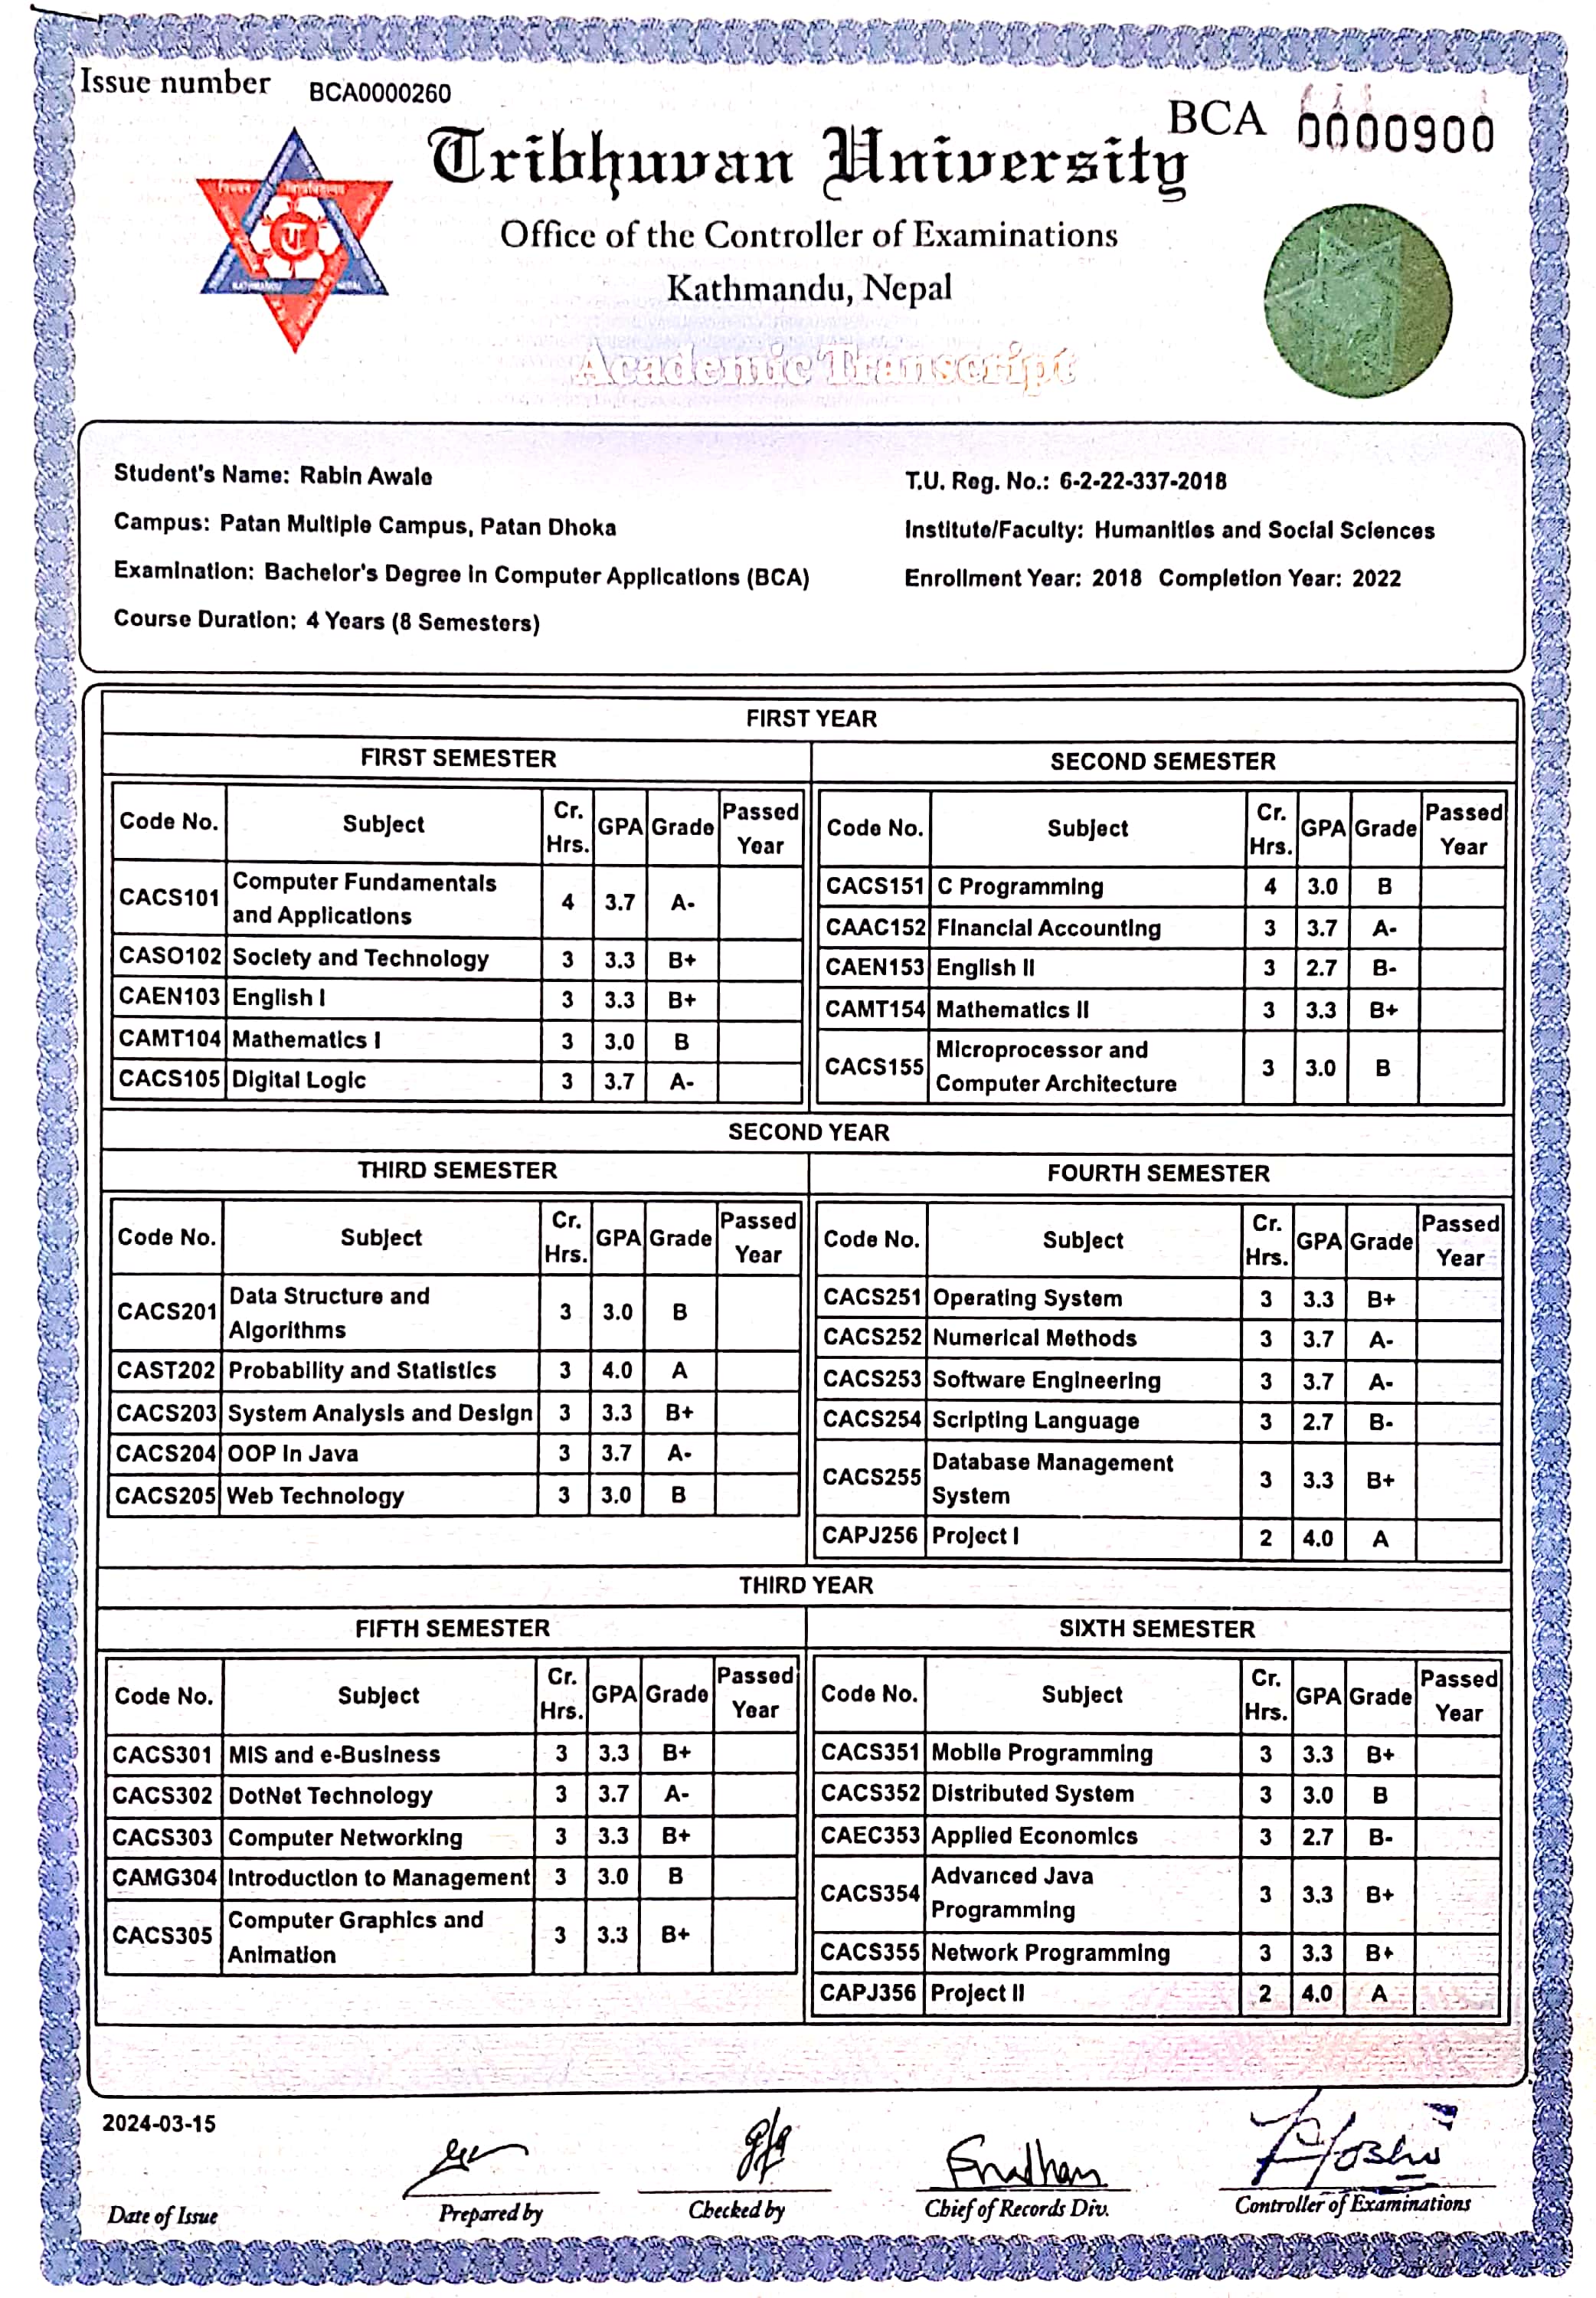 Issue number BCA0000260
BCA 0000900
Tribhuvan University
Office of the Controller of Examinations
Kathmandu, Nepal
Academic Transcript
KATHMANDU NEPAL
Student's Name: Rabin Awale
T.U. Reg. No.: 6-2-22-337-2018
Campus: Patan Multiple Campus, Patan Dhoka
Institute/Faculty: Humanities and Social Sciences
Examination: Bachelor's Degree in Computer Applications (BCA)
Enrollment Year: 2018 Completion Year: 2022
Course Duration: 4 Years (8 Semesters)
FIRST YEAR
FIRST SEMESTER
Code No. Subject Cr. Hrs. GPA Grade Passed Year
CACS101 Computer Fundamentals and Applications 4 3.7 A-
CASO102 Society and Technology 3 3.3 B+
CAEN103 English I 3 3.3 B+
CAMT104 Mathematics I 3 3.0 B
CACS105 Digital Logic 3 3.7 A-
SECOND SEMESTER
Code No. Subject Cr. Hrs. GPA Grade Passed Year
CACS151 C Programming 4 3.0 B
CAAC152 Financial Accounting 3 3.7 A-
CAEN153 English II 3 2.7 B-
CAMT154 Mathematics II 3 3.3 B+
CACS155 Microprocessor and Computer Architecture 3 3.0 B
SECOND YEAR
THIRD SEMESTER
Code No. Subject Cr. Hrs. GPA Grade Passed Year
CACS201 Data Structure and Algorithms 3 3.0 B
CAST202 Probability and Statistics 3 4.0 A
CACS203 System Analysis and Design 3 3.3 B+
CACS204 OOP in Java 3 3.7 A-
CACS205 Web Technology 3 3.0 B
FOURTH SEMESTER
Code No. Subject Cr. Hrs. GPA Grade Passed Year
CACS251 Operating System 3 3.3 B+
CACS252 Numerical Methods 3 3.7 A-
CACS253 Software Engineering 3 3.7 A-
CACS254 Scripting Language 3 2.7 B-
CACS255 Database Management System 3 3.3 B+
CAPJ256 Project I 2 4.0 A
THIRD YEAR
FIFTH SEMESTER
Code No. Subject Cr. Hrs. GPA Grade Passed Year
CACS301 MIS and e-Business 3 3.3 B+
CACS302 DotNet Technology 3 3.7 A-
CACS303 Computer Networking 3 3.3 B+
CAMG304 Introduction to Management 3 3.0 B
CACS305 Computer Graphics and Animation 3 3.3 B+
SIXTH SEMESTER
Code No. Subject Cr. Hrs. GPA Grade Passed Year
CACS351 Mobile Programming 3 3.3 B+
CACS352 Distributed System 3 3.0 B
CAEC353 Applied Economics 3 2.7 B-
CACS354 Advanced Java Programming 3 3.3 B+
CACS355 Network Programming 3 3.3 B+
CAPJ356 Project II 2 4.0 A
2024-03-15
Date of Issue
Prepared by
Checked by
Chief of Records Div.
Controller of Examinations